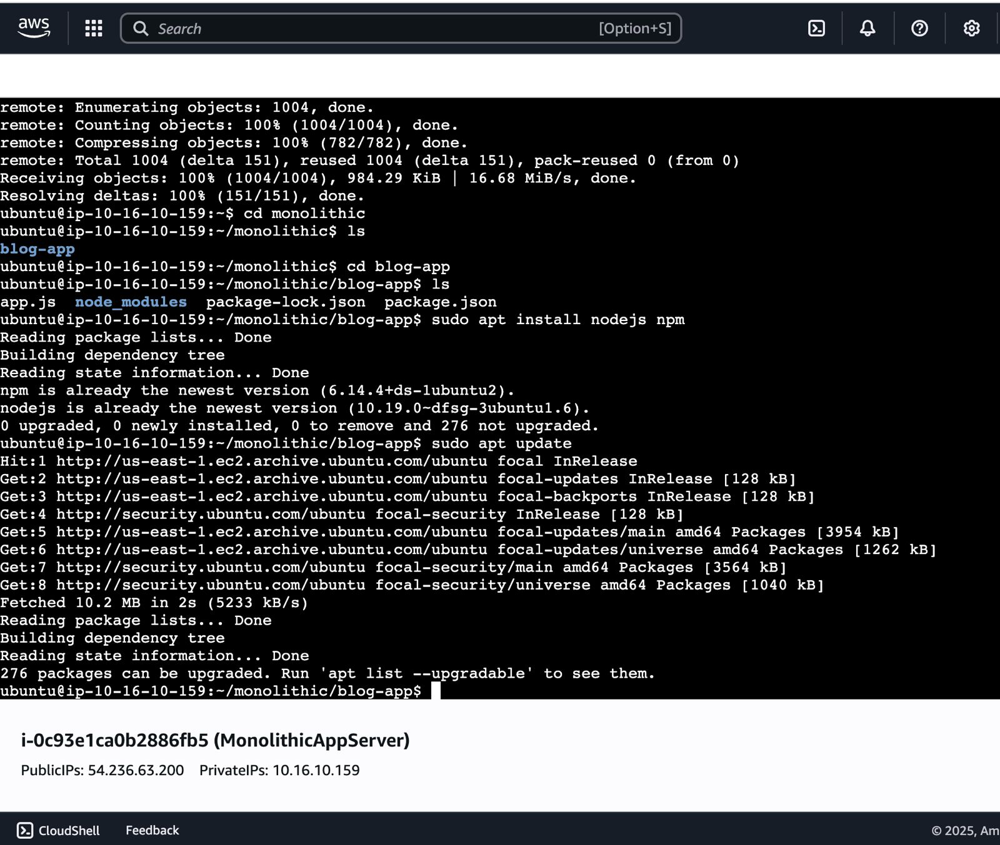 aws
Search [Option+S]
remote: Enumerating objects: 1004, done.
remote: Counting objects: 100% (1004/1004), done.
remote: Compressing objects: 100% (782/782), done.
remote: Total 1004 (delta 151), reused 1004 (delta 151), pack-reused 0 (from 0)
Receiving objects: 100% (1004/1004), 984.29 KiB | 16.68 MiB/s, done.
Resolving deltas: 100% (151/151), done.
ubuntu@ip-10-16-10-159:~$ cd monolithic
ubuntu@ip-10-16-10-159:~/monolithic$ ls
blog-app
ubuntu@ip-10-16-10-159:~/monolithic$ cd blog-app
ubuntu@ip-10-16-10-159:~/monolithic/blog-app$ ls
app.js  node_modules  package-lock.json  package.json
ubuntu@ip-10-16-10-159:~/monolithic/blog-app$ sudo apt install nodejs npm
Reading package lists... Done
Building dependency tree
Reading state information... Done
npm is already the newest version (6.14.4+ds-1ubuntu2).
nodejs is already the newest version (10.19.0~dfsg-3ubuntu1.6).
0 upgraded, 0 newly installed, 0 to remove and 276 not upgraded.
ubuntu@ip-10-16-10-159:~/monolithic/blog-app$ sudo apt update
Hit:1 http://us-east-1.ec2.archive.ubuntu.com/ubuntu focal InRelease
Get:2 http://us-east-1.ec2.archive.ubuntu.com/ubuntu focal-updates InRelease [128 kB]
Get:3 http://us-east-1.ec2.archive.ubuntu.com/ubuntu focal-backports InRelease [128 kB]
Get:4 http://security.ubuntu.com/ubuntu focal-security InRelease [128 kB]
Get:5 http://us-east-1.ec2.archive.ubuntu.com/ubuntu focal-updates/main amd64 Packages [3954 kB]
Get:6 http://us-east-1.ec2.archive.ubuntu.com/ubuntu focal-updates/universe amd64 Packages [1262 kB]
Get:7 http://security.ubuntu.com/ubuntu focal-security/main amd64 Packages [3564 kB]
Get:8 http://security.ubuntu.com/ubuntu focal-security/universe amd64 Packages [1040 kB]
Fetched 10.2 MB in 2s (5233 kB/s)
Reading package lists... Done
Building dependency tree
Reading state information... Done
276 packages can be upgraded. Run 'apt list --upgradable' to see them.
ubuntu@ip-10-16-10-159:~/monolithic/blog-app$
i-0c93e1ca0b2886fb5 (MonolithicAppServer)
PublicIPs: 54.236.63.200 PrivateIPs: 10.16.10.159
CloudShell Feedback © 2025, Am